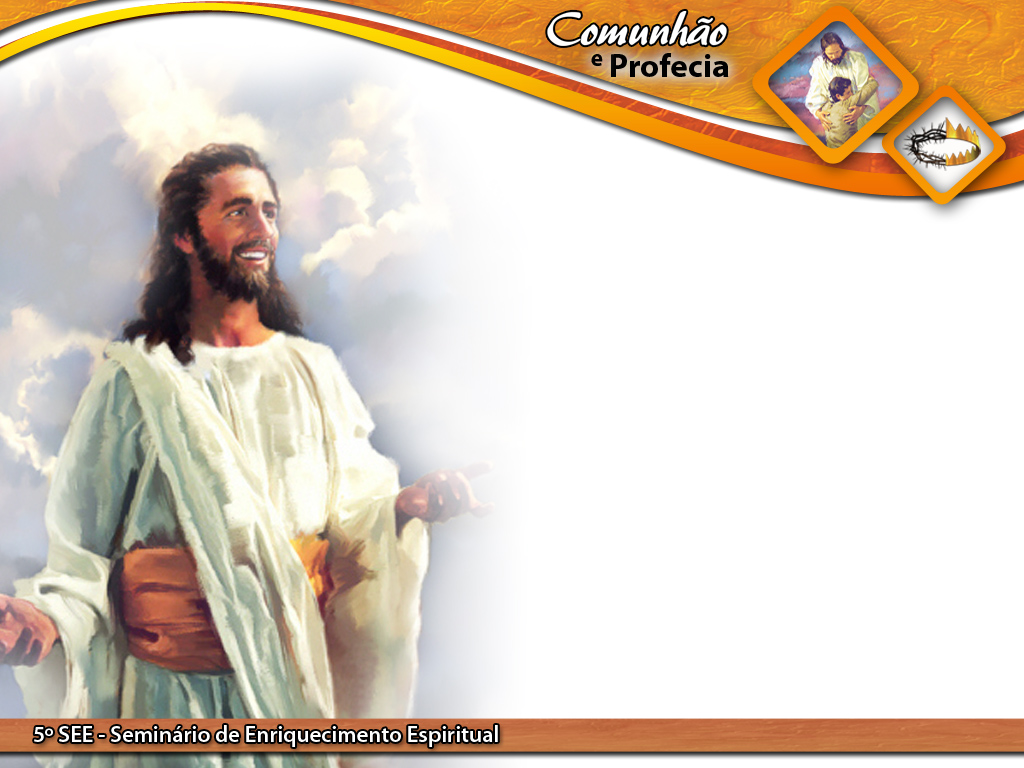 Comunhão
e Profecia
5º SEE - Seminário de Enriquecimento Espiritual